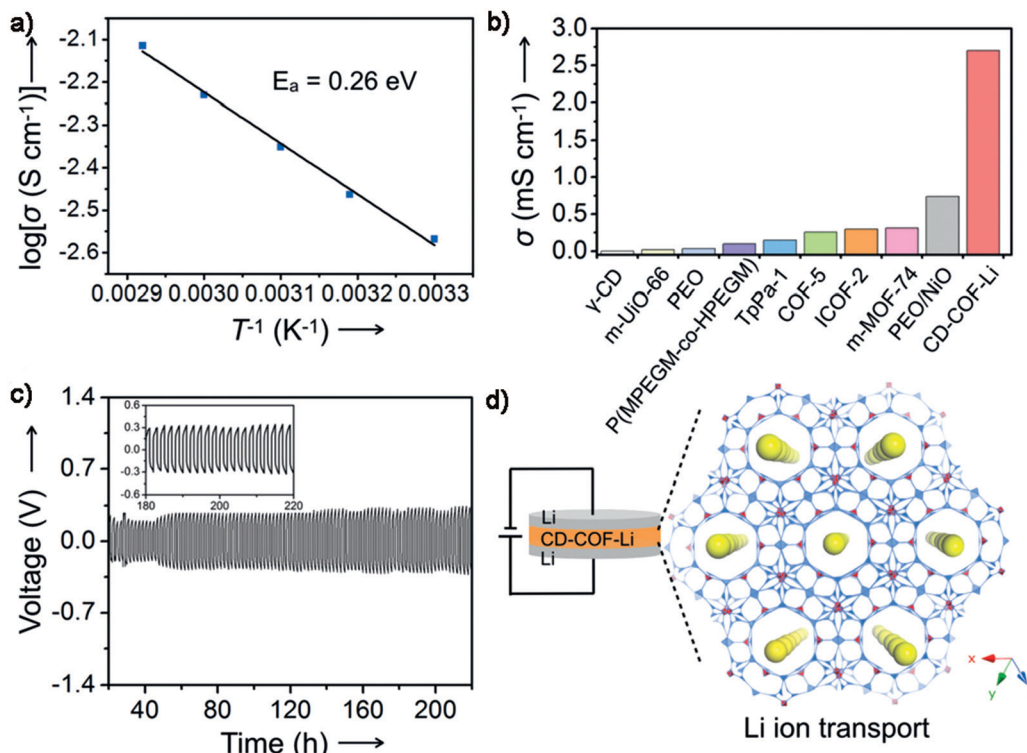 a)
log[σ (S cm⁻¹)]
-2.1
-2.2
-2.3
-2.4
-2.5
-2.6
Eₐ = 0.26 eV
0.0029 0.0030 0.0031 0.0032 0.0033
T⁻¹ (K⁻¹)
b)
σ (mS cm⁻¹)
3.0
2.5
2.0
1.5
1.0
0.5
0.0
γ-CD
m-UiO-66
PEO
P(MPEGM-co-HPEGM)
TpPa-1
COF-5
ICOF-2
m-MOF-74
PEO/NiO
CD-COF-Li
c)
Voltage (V)
1.4
0.7
0.0
-0.7
-1.4
0.6
0.3
0.0
-0.3
-0.6
180 200 220
40 80 120 160 200
Time (h)
d)
Li
CD-COF-Li
Li
x
y
Li ion transport